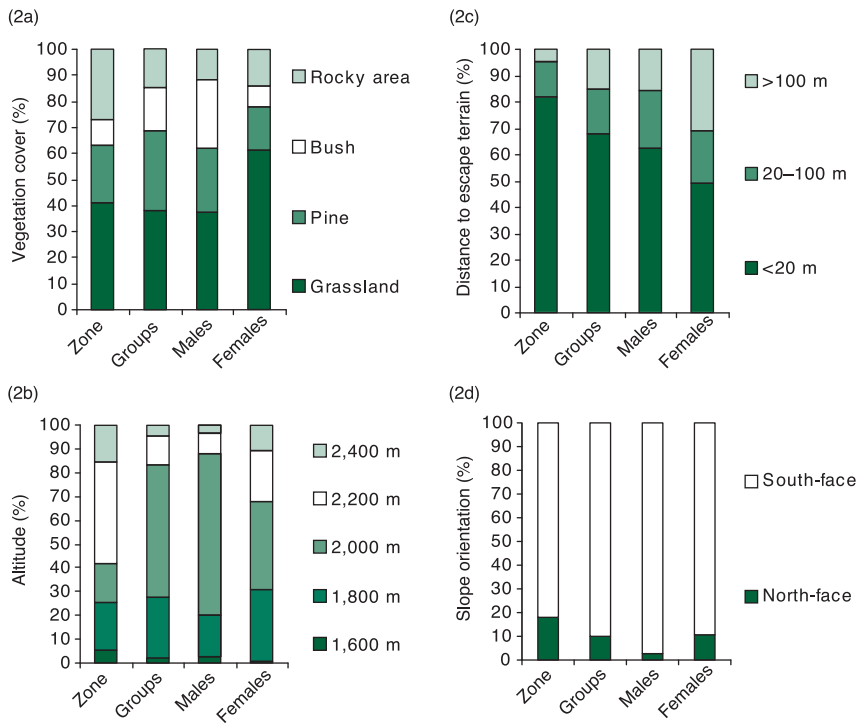 (2a)
Vegetation cover (%)
100
90
80
70
60
50
40
30
20
10
0
Zone
Groups
Males
Females
Rocky area
Bush
Pine
Grassland
(2c)
Distance to escape terrain (%)
100
90
80
70
60
50
40
30
20
10
0
Zone
Groups
Males
Females
>100 m
20–100 m
<20 m
(2b)
Altitude (%)
100
90
80
70
60
50
40
30
20
10
0
Zone
Groups
Males
Females
2,400 m
2,200 m
2,000 m
1,800 m
1,600 m
(2d)
Slope orientation (%)
100
90
80
70
60
50
40
30
20
10
0
Zone
Groups
Males
Females
South-face
North-face